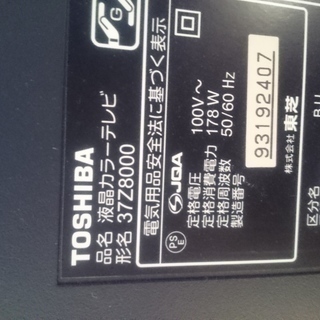 TOSHIBA
品名 液晶カラーテレビ
形名 37Z8000
電気用品安全法に基づく表示
PS
E
JQA
定格電圧 100V～
定格消費電力 178W
定格周波数 50/60 Hz
製造番号
93192407
株式会社 東芝
区分名
G